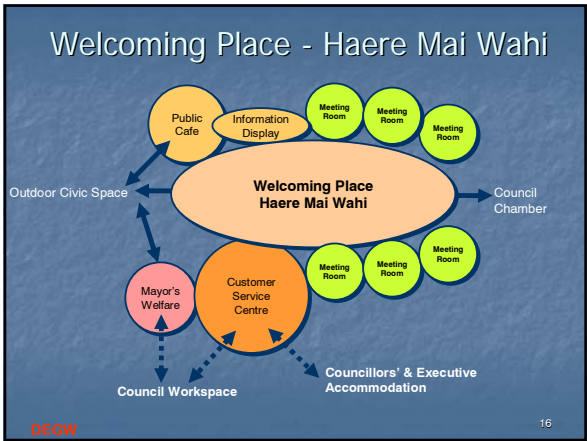 Welcoming Place - Haere Mai Wahi
Public
Cafe
Information
Display
Meeting
Room
Meeting
Room
Meeting
Room
Outdoor Civic Space
Welcoming Place
Haere Mai Wahi
Council
Chamber
Mayor's
Welfare
Customer
Service
Centre
Meeting
Room
Meeting
Room
Meeting
Room
Council Workspace
Councillors' & Executive
Accommodation
DEGW
16